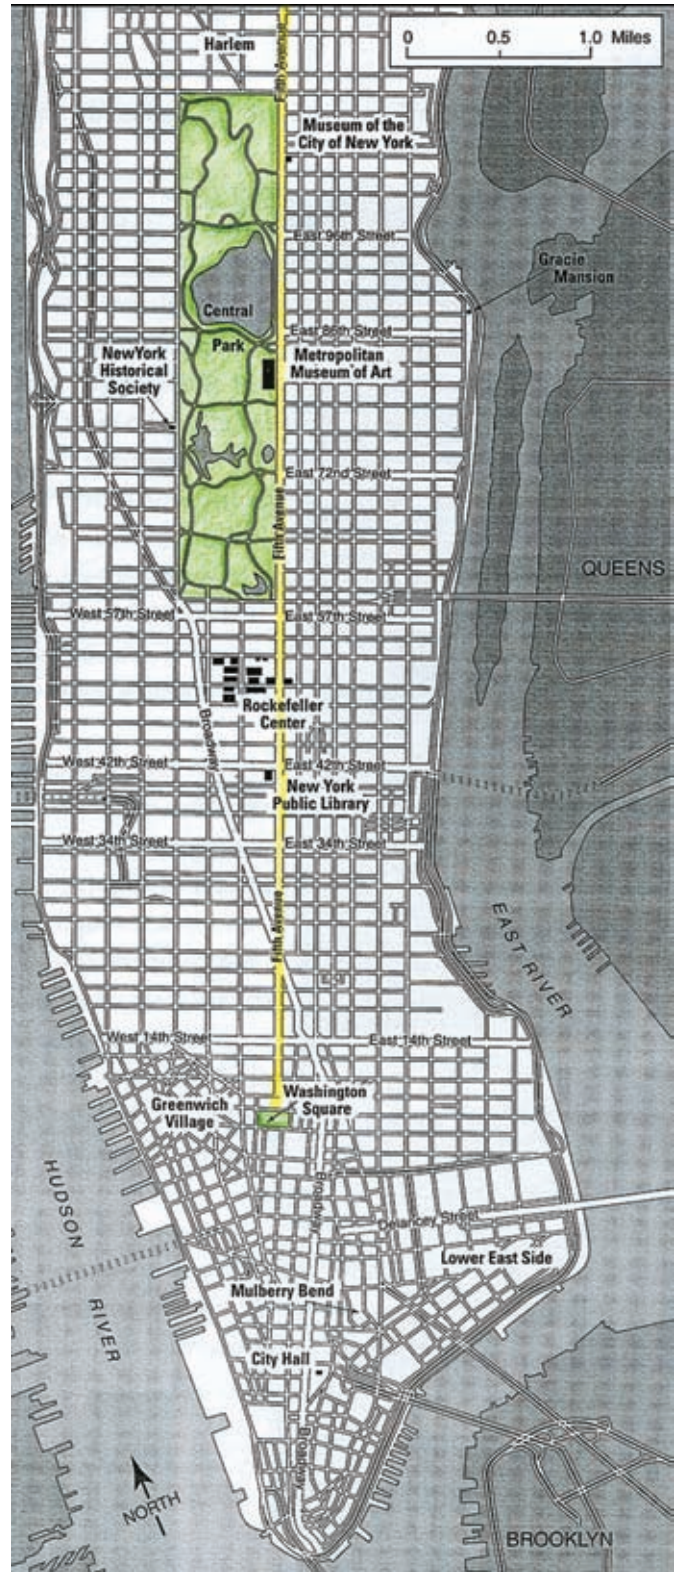 Harlem
Fifth Avenue
0 0.5 1.0 Miles
Museum of the
City of New York
East 96th Street
Gracie
Mansion
Central
Park
East 86th Street
NewYork
Historical
Society
Metropolitan
Museum of Art
East 72nd Street
Fifth Avenue
QUEENS
West 57th Street
East 57th Street
Rockefeller
Center
Broadway
West 42th Street
East 42th Street
New York
Public Library
West 34th Street
East 34th Street
Fifth Avenue
EAST RIVER
West 14th Street
East 14th Street
Washington
Square
Greenwich
Village
HUDSON
RIVER
Broadway
Delancey Street
Lower East Side
Mulberry Bend
City Hall
Broadway
NORTH
BROOKLYN